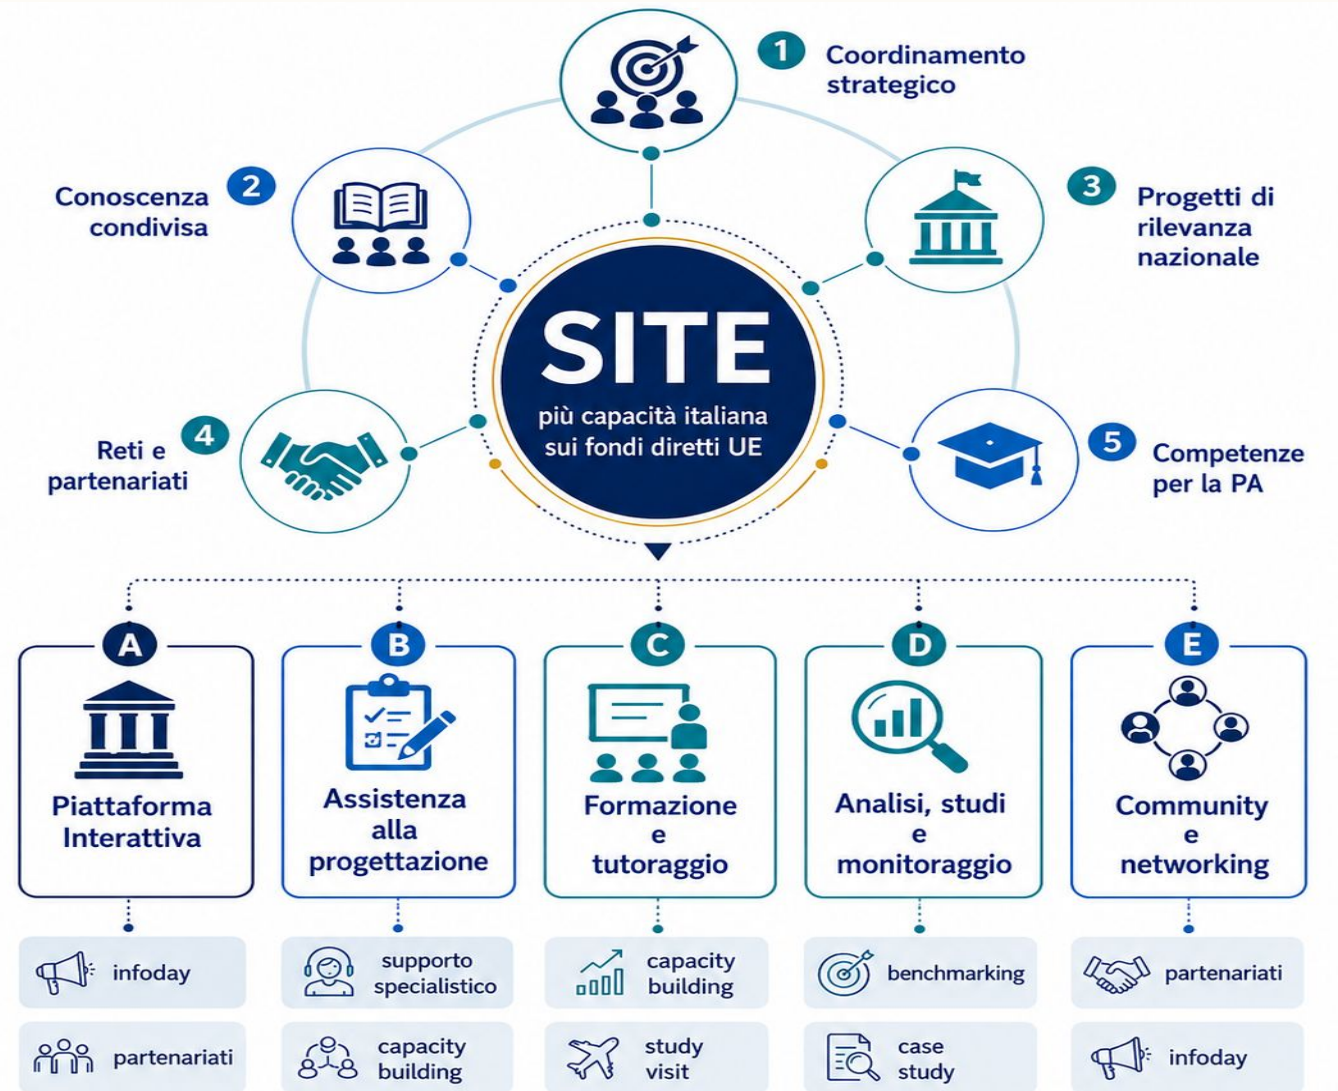 1
Coordinamento
strategico
2
Conoscenza
condivisa
3
Progetti di
rilevanza
nazionale
SITE
più capacità italiana
sui fondi diretti UE
4
Reti e
partenariati
5
Competenze
per la PA
A
Piattaforma
Interattiva
B
Assistenza
alla
progettazione
C
Formazione
e
tutoraggio
D
Analisi, studi
e
monitoraggio
E
Community
e
networking
infoday
partenariati
supporto
specialistico
capacity
building
capacity
building
study
visit
benchmarking
case
study
partenariati
infoday